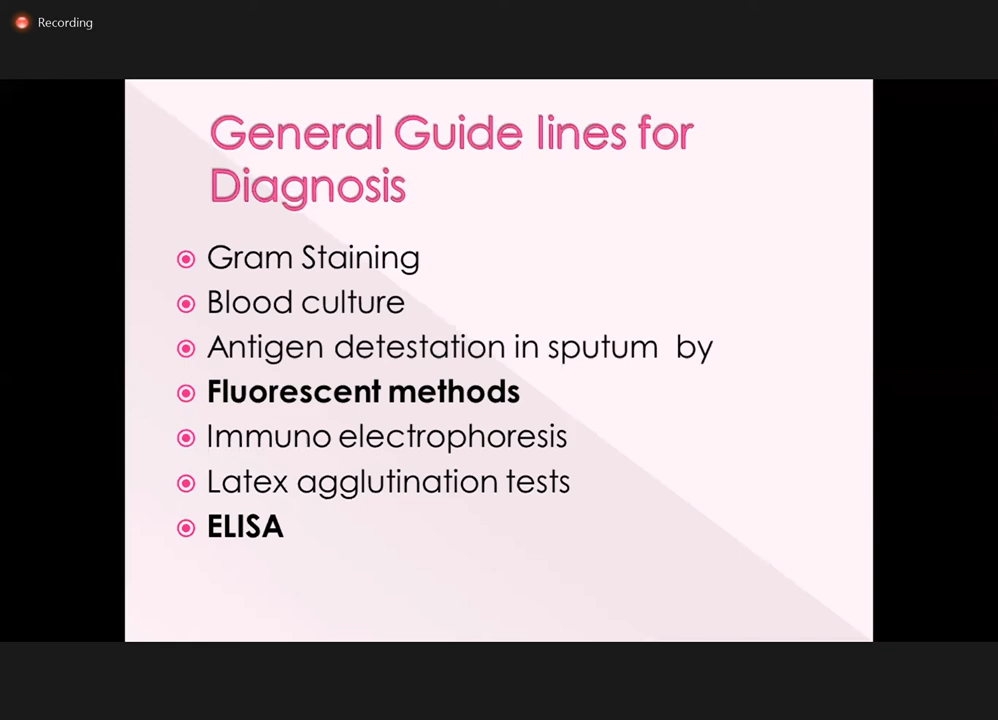 Recording
General Guide lines for
Diagnosis
Gram Staining
Blood culture
Antigen detestation in sputum by
Fluorescent methods
Immuno electrophoresis
Latex agglutination tests
ELISA